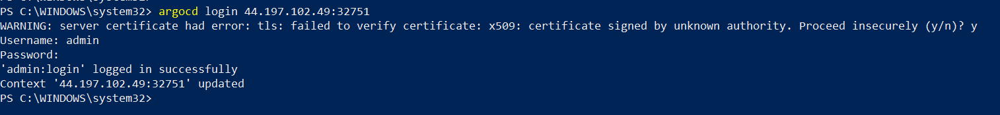 PS C:\WINDOWS\system32> argocd login 44.197.102.49:32751
WARNING: server certificate had error: tls: failed to verify certificate: x509: certificate signed by unknown authority. Proceed insecurely (y/n)? y
Username: admin
Password:
'admin:login' logged in successfully
Context '44.197.102.49:32751' updated
PS C:\WINDOWS\system32>